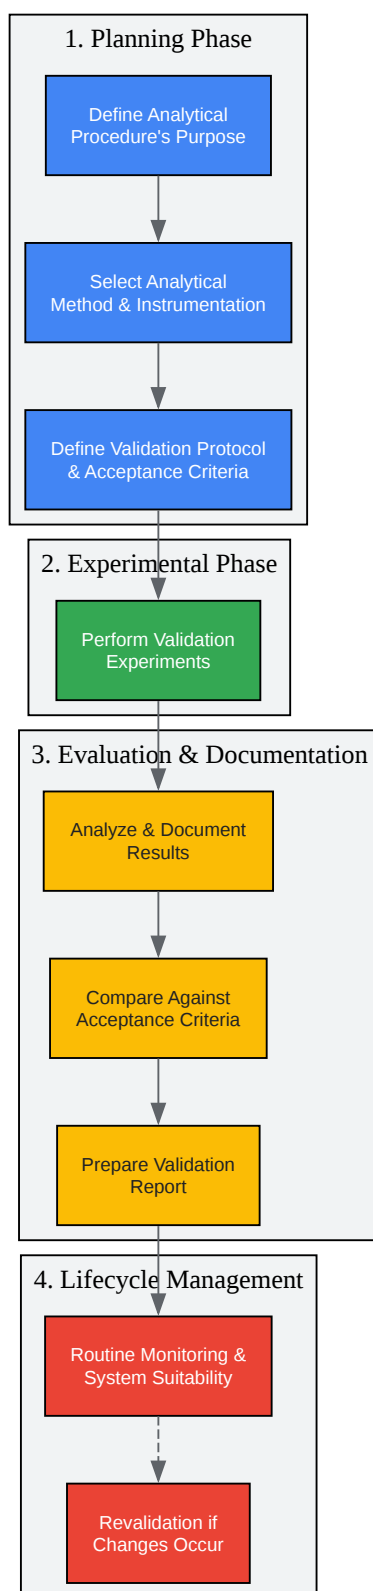 1. Planning Phase
Define Analytical
Procedure's Purpose
Select Analytical
Method & Instrumentation
Define Validation Protocol
& Acceptance Criteria
2. Experimental Phase
Perform Validation
Experiments
3. Evaluation & Documentation
Analyze & Document
Results
Compare Against
Acceptance Criteria
Prepare Validation
Report
4. Lifecycle Management
Routine Monitoring &
System Suitability
Revalidation if
Changes Occur